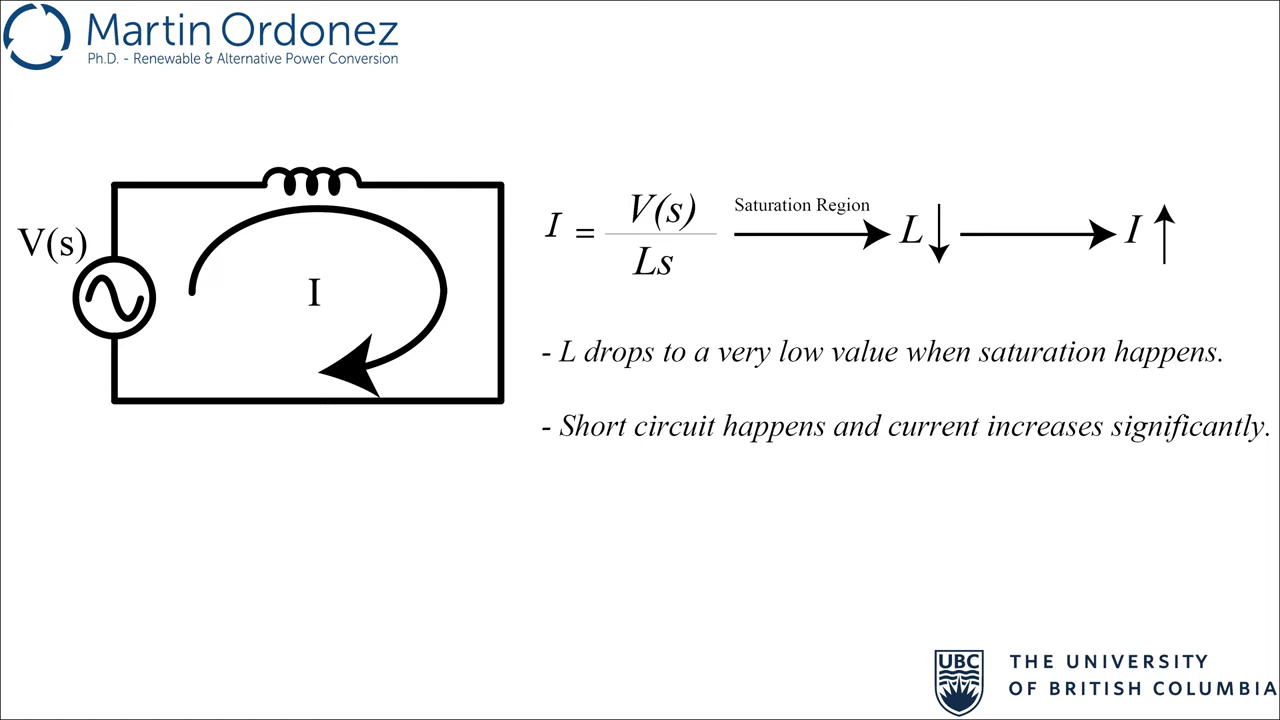 Martin Ordonez
Ph.D. - Renewable & Alternative Power Conversion
V(s)
I
I = V(s) / Ls
Saturation Region
L↓
I↑
- L drops to a very low value when saturation happens.
- Short circuit happens and current increases significantly.
UBC
THE UNIVERSITY
OF BRITISH COLUMBIA